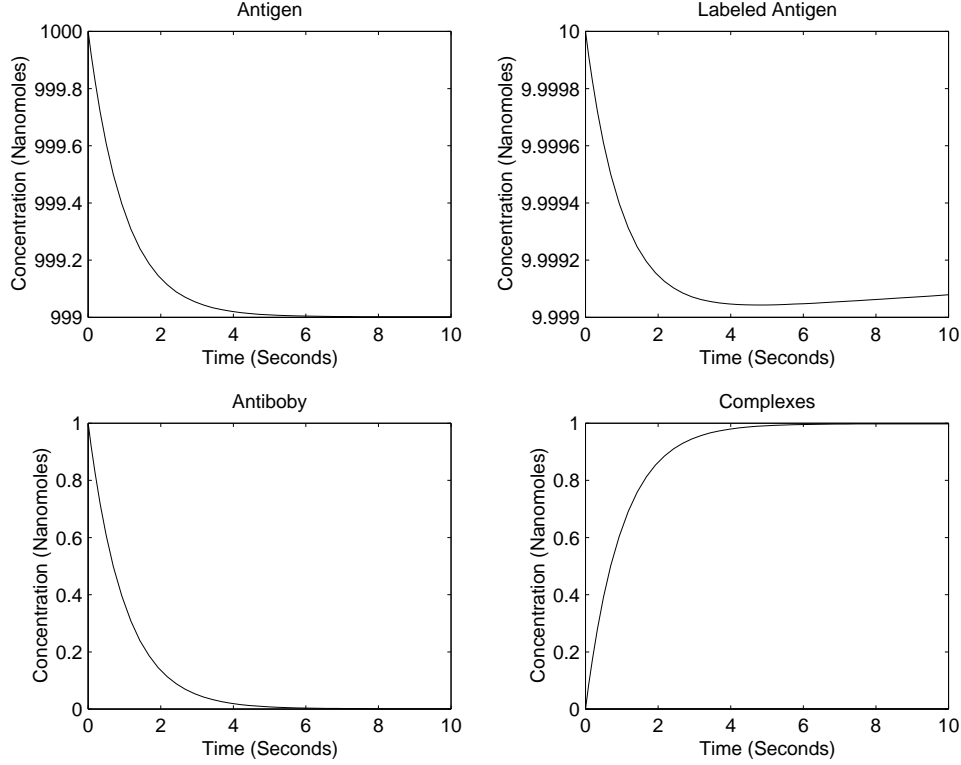 Antigen
1000
999.8
999.6
999.4
999.2
999
0 2 4 6 8 10
Time (Seconds)
Concentration (Nanomoles)
Labeled Antigen
10
9.9998
9.9996
9.9994
9.9992
9.999
0 2 4 6 8 10
Time (Seconds)
Concentration (Nanomoles)
Antiboby
1
0.8
0.6
0.4
0.2
0
0 2 4 6 8 10
Time (Seconds)
Concentration (Nanomoles)
Complexes
1
0.8
0.6
0.4
0.2
0
0 2 4 6 8 10
Time (Seconds)
Concentration (Nanomoles)